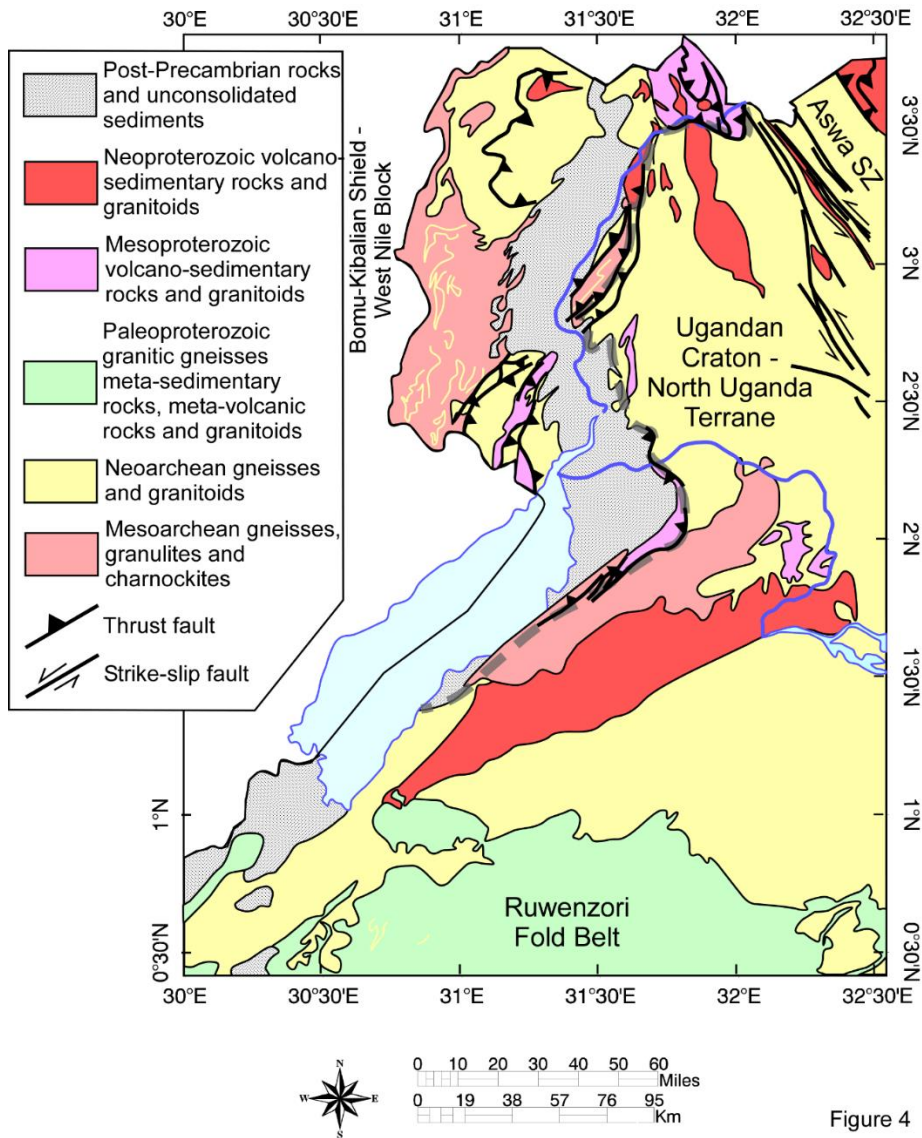 30°E 30°30'E 31°E 31°30'E 32°E 32°30'E
Post-Precambrian rocks
and unconsolidated
sediments
Neoproterozoic volcano-
sedimentary rocks and
granitoids
Mesoproterozoic
volcano-sedimentary
rocks and granitoids
Paleoproterozoic
granitic gneisses
meta-sedimentary
rocks, meta-volcanic
rocks and granitoids
Neoarchean gneisses
and granitoids
Mesoarchean gneisses,
granulites and
charnockites
Thrust fault
Strike-slip fault
Bomu-Kibalian Shield -
West Nile Block
Aswa SZ
Ugandan
Craton -
North Uganda
Terrane
Ruwenzori
Fold Belt
3°30'N
3°N
2°30'N
2°N
1°30'N
1°N
0°30'N
1°N
0°30'N
30°E 30°30'E 31°E 31°30'E 32°E 32°30'E
N
W E
S
0 10 20 30 40 50 60
Miles
0 19 38 57 76 95
Km
Figure 4